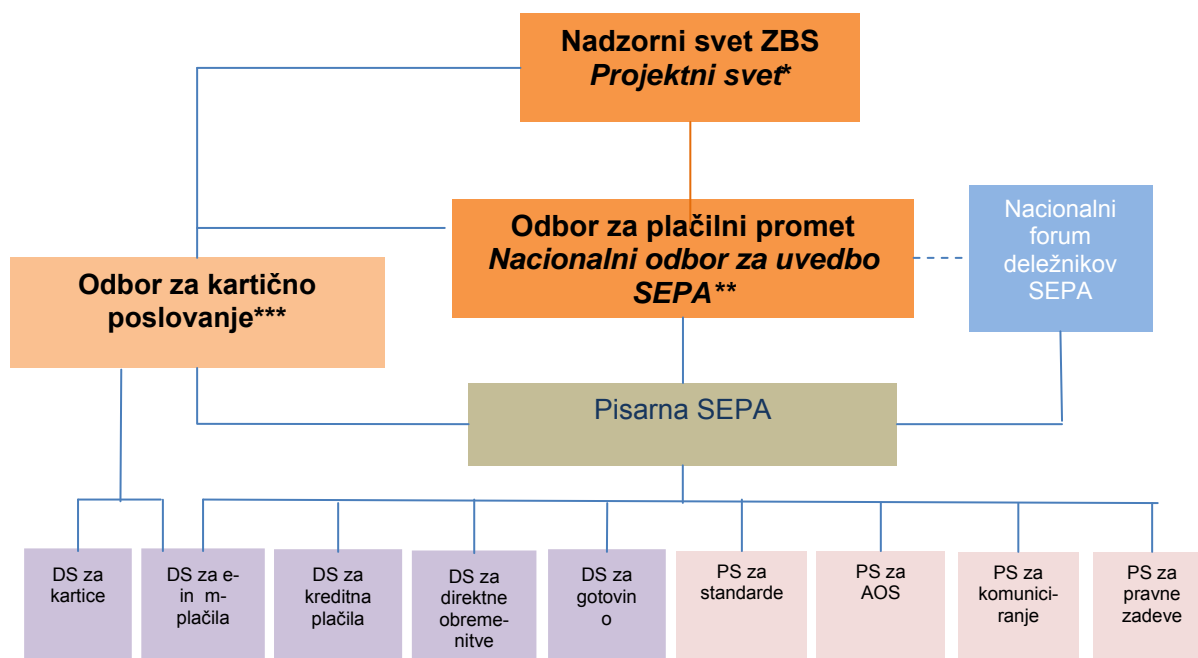 Nadzorni svet ZBS
Projektni svet*
Odbor za plačilni promet
Nacionalni odbor za uvedbo
SEPA**
Nacionalni
forum
deležnikov
SEPA
Odbor za kartično
poslovanje***
Pisarna SEPA
DS za
kartice
DS za e-
in m-
plačila
DS za
kreditna
plačila
DS za
direktne
obreme-
nitve
DS za
gotovin
o
PS za
standarde
PS za
AOS
PS za
komunici-
ranje
PS za
pravne
zadeve